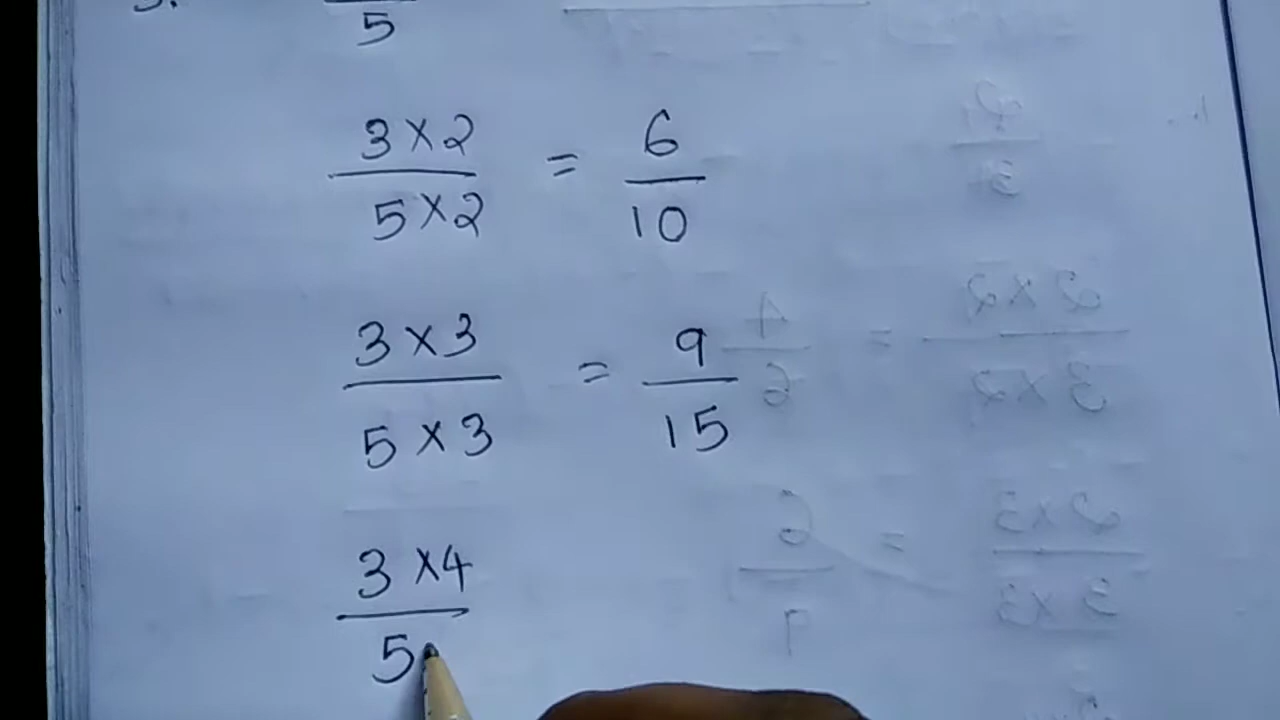 5
3 × 2 = 6
5 × 2 10
3 × 3 = 9
5 × 3 15
3 × 4
5